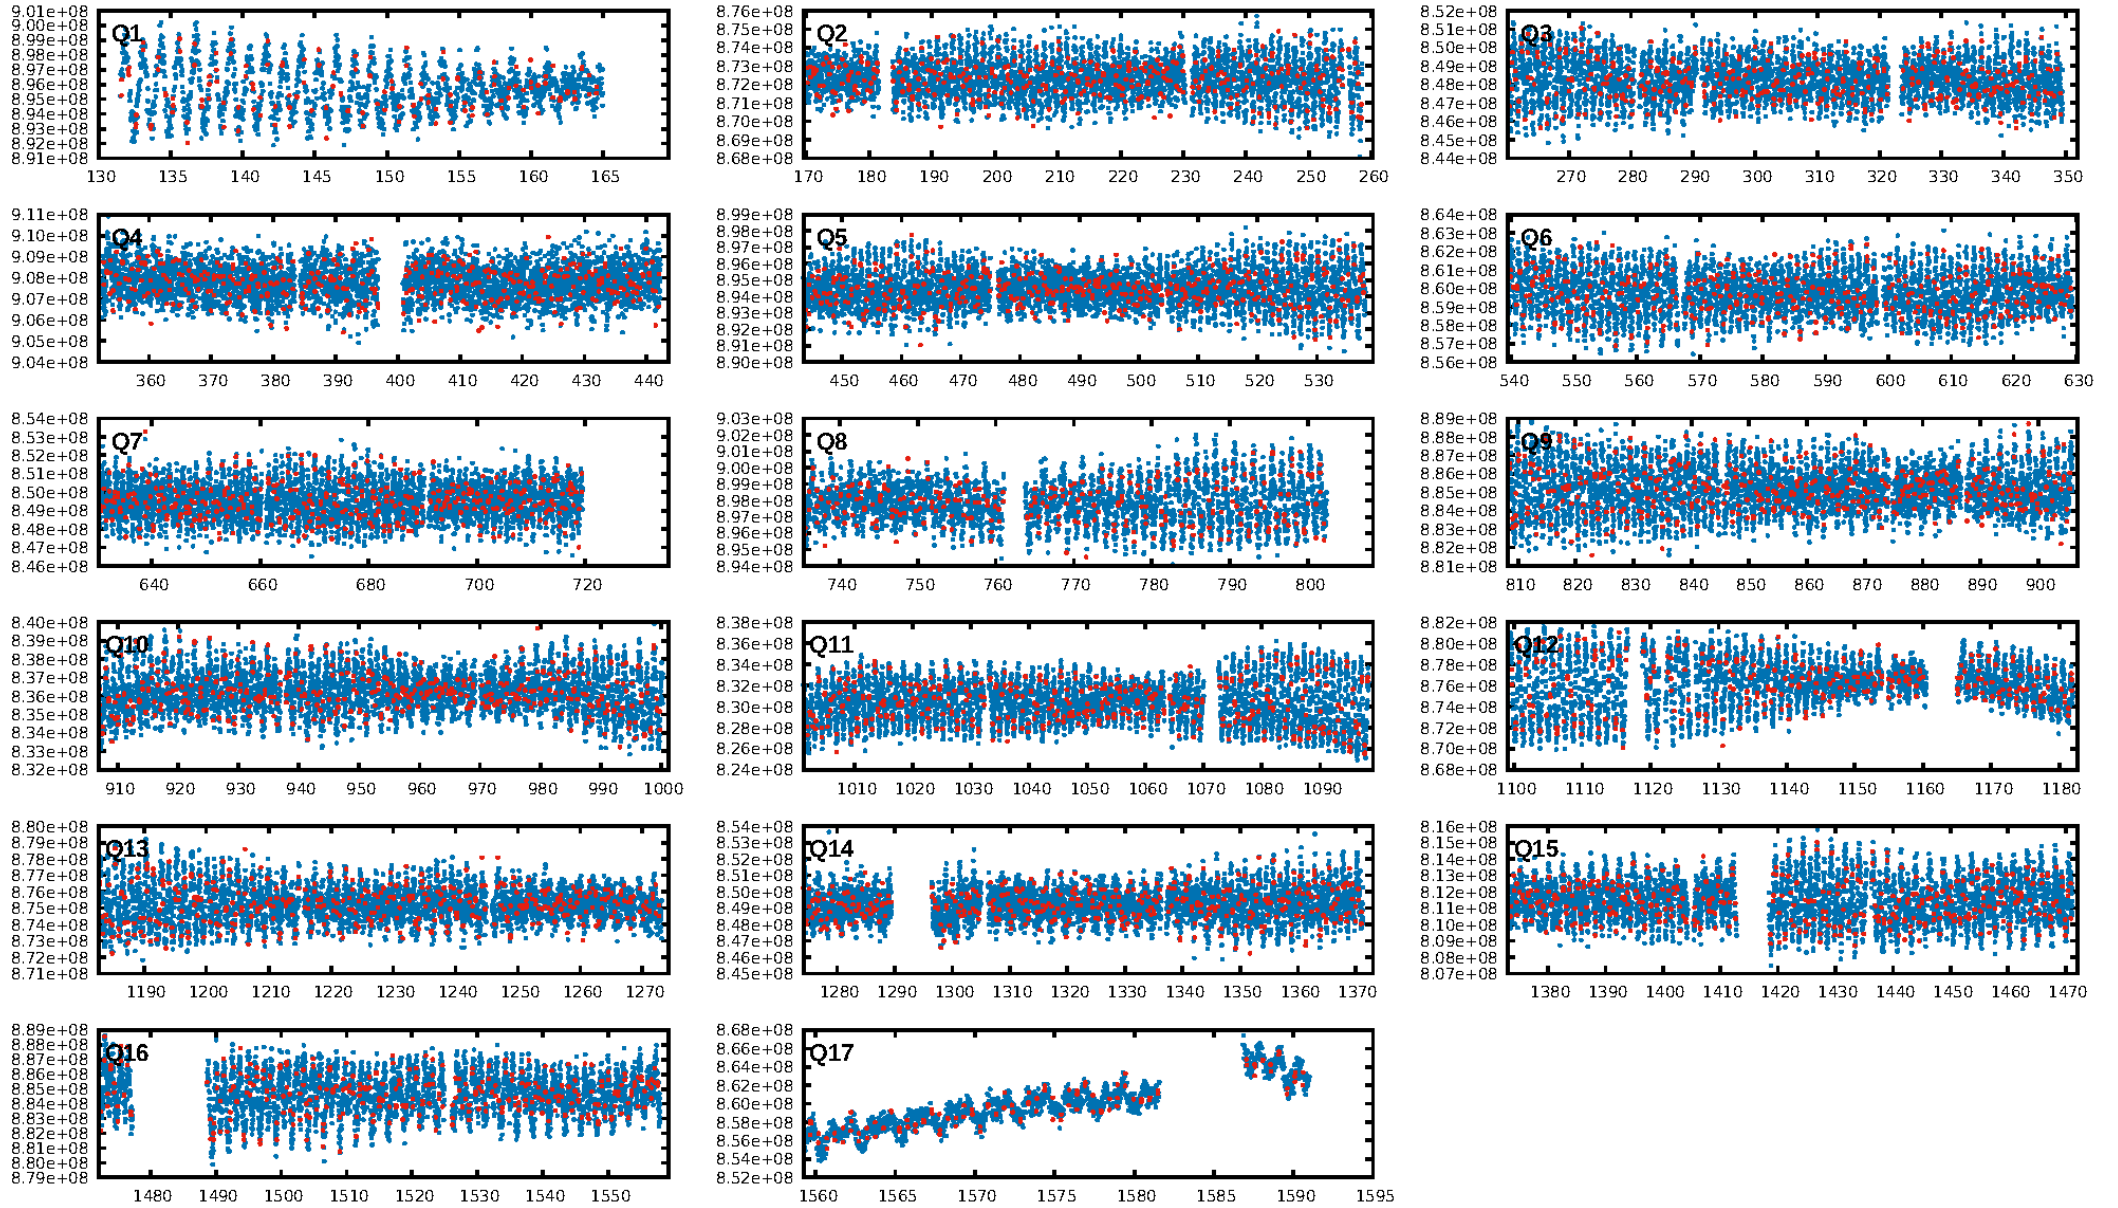 9.01e+08
9.00e+08
8.99e+08
8.98e+08
8.97e+08
8.96e+08
8.95e+08
8.94e+08
8.93e+08
8.92e+08
8.91e+08
Q1
130 135 140 145 150 155 160 165
8.76e+08
8.75e+08
8.74e+08
8.73e+08
8.72e+08
8.71e+08
8.70e+08
8.69e+08
8.68e+08
Q2
170 180 190 200 210 220 230 240 250 260
8.52e+08
8.51e+08
8.50e+08
8.49e+08
8.48e+08
8.47e+08
8.46e+08
8.45e+08
8.44e+08
Q3
270 280 290 300 310 320 330 340 350
9.11e+08
9.10e+08
9.09e+08
9.08e+08
9.07e+08
9.06e+08
9.05e+08
9.04e+08
Q4
360 370 380 390 400 410 420 430 440
8.99e+08
8.98e+08
8.97e+08
8.96e+08
8.95e+08
8.94e+08
8.93e+08
8.92e+08
8.91e+08
8.90e+08
Q5
450 460 470 480 490 500 510 520 530
8.64e+08
8.63e+08
8.62e+08
8.61e+08
8.60e+08
8.59e+08
8.58e+08
8.57e+08
8.56e+08
Q6
540 550 560 570 580 590 600 610 620 630
8.54e+08
8.53e+08
8.52e+08
8.51e+08
8.50e+08
8.49e+08
8.48e+08
8.47e+08
8.46e+08
Q7
640 660 680 700 720
9.03e+08
9.02e+08
9.01e+08
9.00e+08
8.99e+08
8.98e+08
8.97e+08
8.96e+08
8.95e+08
8.94e+08
Q8
740 750 760 770 780 790 800
8.89e+08
8.88e+08
8.87e+08
8.86e+08
8.85e+08
8.84e+08
8.83e+08
8.82e+08
8.81e+08
Q9
810 820 830 840 850 860 870 880 890 900
8.40e+08
8.39e+08
8.38e+08
8.37e+08
8.36e+08
8.35e+08
8.34e+08
8.33e+08
8.32e+08
Q10
910 920 930 940 950 960 970 980 990 1000
8.38e+08
8.36e+08
8.34e+08
8.32e+08
8.30e+08
8.28e+08
8.26e+08
8.24e+08
Q11
1010 1020 1030 1040 1050 1060 1070 1080 1090
8.82e+08
8.80e+08
8.78e+08
8.76e+08
8.74e+08
8.72e+08
8.70e+08
8.68e+08
Q12
1100 1110 1120 1130 1140 1150 1160 1170 1180
8.80e+08
8.79e+08
8.78e+08
8.77e+08
8.76e+08
8.75e+08
8.74e+08
8.73e+08
8.72e+08
8.71e+08
Q13
1190 1200 1210 1220 1230 1240 1250 1260 1270
8.54e+08
8.53e+08
8.52e+08
8.51e+08
8.50e+08
8.49e+08
8.48e+08
8.47e+08
8.46e+08
8.45e+08
Q14
1280 1290 1300 1310 1320 1330 1340 1350 1360 1370
8.16e+08
8.15e+08
8.14e+08
8.13e+08
8.12e+08
8.11e+08
8.10e+08
8.09e+08
8.08e+08
8.07e+08
Q15
1380 1390 1400 1410 1420 1430 1440 1450 1460 1470
8.89e+08
8.88e+08
8.87e+08
8.86e+08
8.85e+08
8.84e+08
8.83e+08
8.82e+08
8.81e+08
8.80e+08
8.79e+08
Q16
1480 1490 1500 1510 1520 1530 1540 1550
8.68e+08
8.66e+08
8.64e+08
8.62e+08
8.60e+08
8.58e+08
8.56e+08
8.54e+08
8.52e+08
Q17
1560 1565 1570 1575 1580 1585 1590 1595